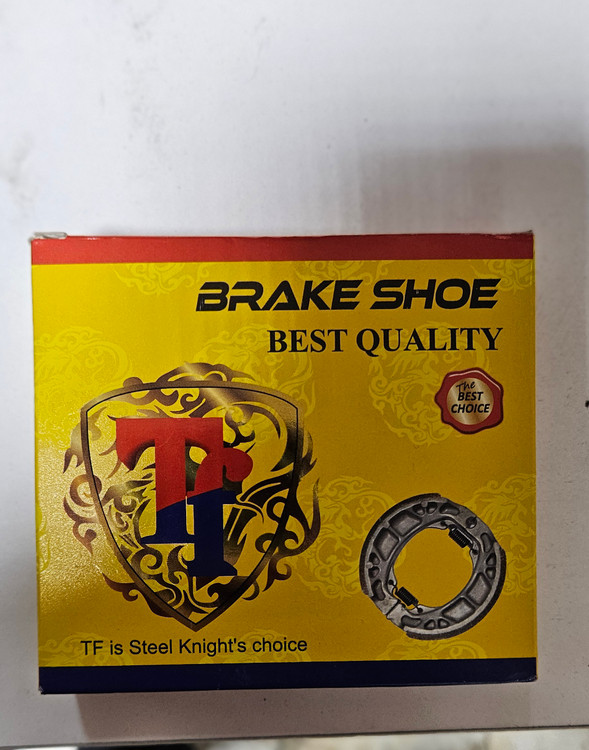 BRAKE SHOE
BEST QUALITY
The
BEST
CHOICE
Tf
TF is Steel Knight's choice